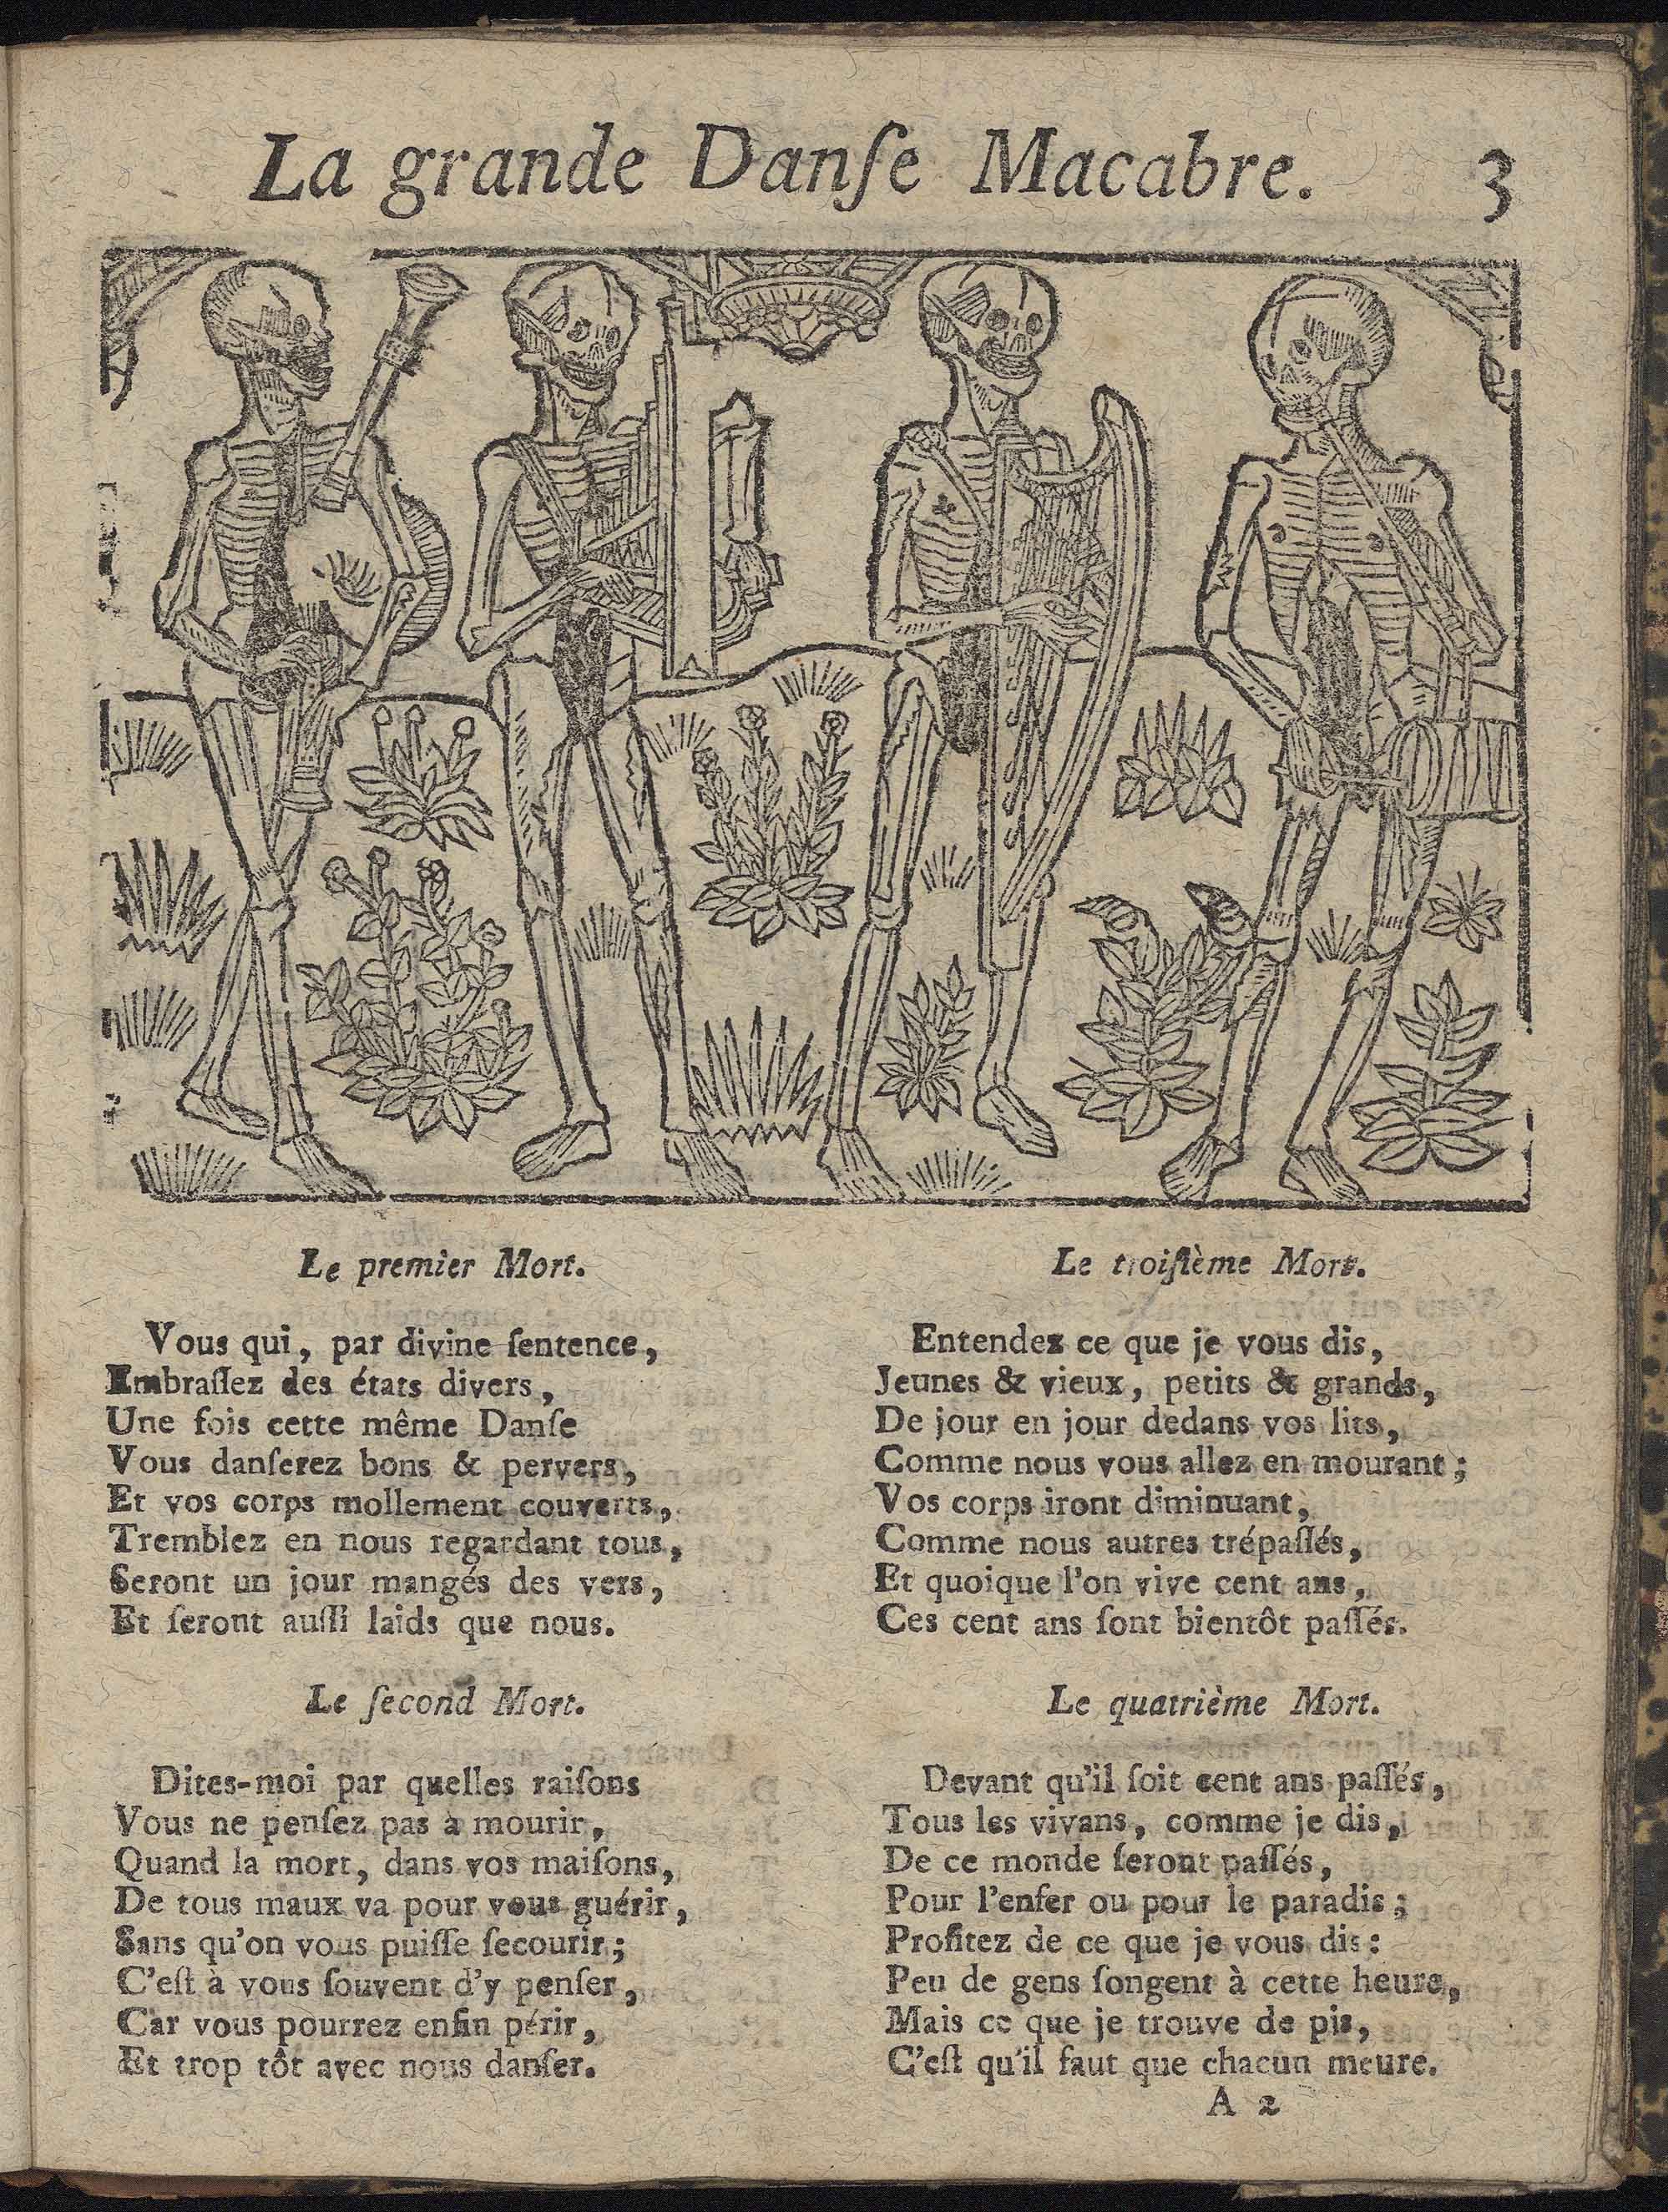 La grande Danſe Macabre. 3
Le premier Mort.
Vous qui, par divine ſentence,
Embraſſez des états divers,
Une fois cette même Danſe
Vous danſerez bons & pervers,
Et vos corps mollement couverts,
Tremblez en nous regardant tous,
Seront un jour mangés des vers,
Et ſeront auſſi laids que nous.
Le ſecond Mort.
Dites-moi par quelles raiſons
Vous ne penſez pas à mourir,
Quand la mort, dans vos maiſons,
De tous maux va pour vous guérir,
Sans qu'on vous puiſſe ſecourir;
C'eſt à vous ſouvent d'y penſer,
Car vous pourrez enfin périr,
Et trop tôt avec nous danſer.
Le troiſième Mort.
Entendez ce que je vous dis,
Jeunes & vieux, petits & grands,
De jour en jour dedans vos lits,
Comme nous vous allez en mourant;
Vos corps iront diminuant,
Comme nous autres trépaſſés,
Et quoique l'on vive cent ans,
Ces cent ans ſont bientôt paſſés.
Le quatrième Mort.
Devant qu'il ſoit cent ans paſſés,
Tous les vivans, comme je dis,
De ce monde ſeront paſſés,
Pour l'enfer ou pour le paradis;
Profitez de ce que je vous dis:
Peu de gens ſongent à cette heure,
Mais ce que je trouve de pis,
C'eſt qu'il faut que chacun meure.
A 2